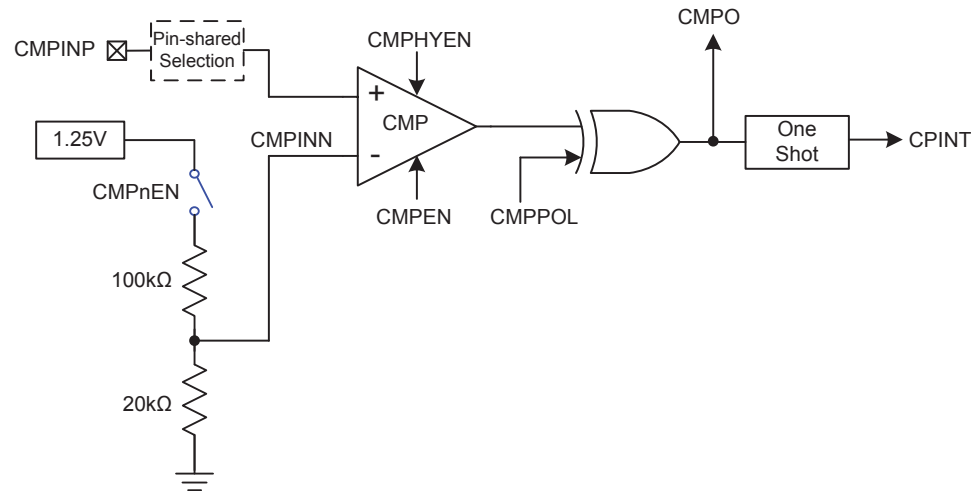 CMPO
CMPINP
Pin-shared
Selection
CMPHYEN
+
CMP
-
1.25V
CMPINN
One
Shot
CPINT
CMPnEN
CMPEN
CMPPOL
100kΩ
20kΩ